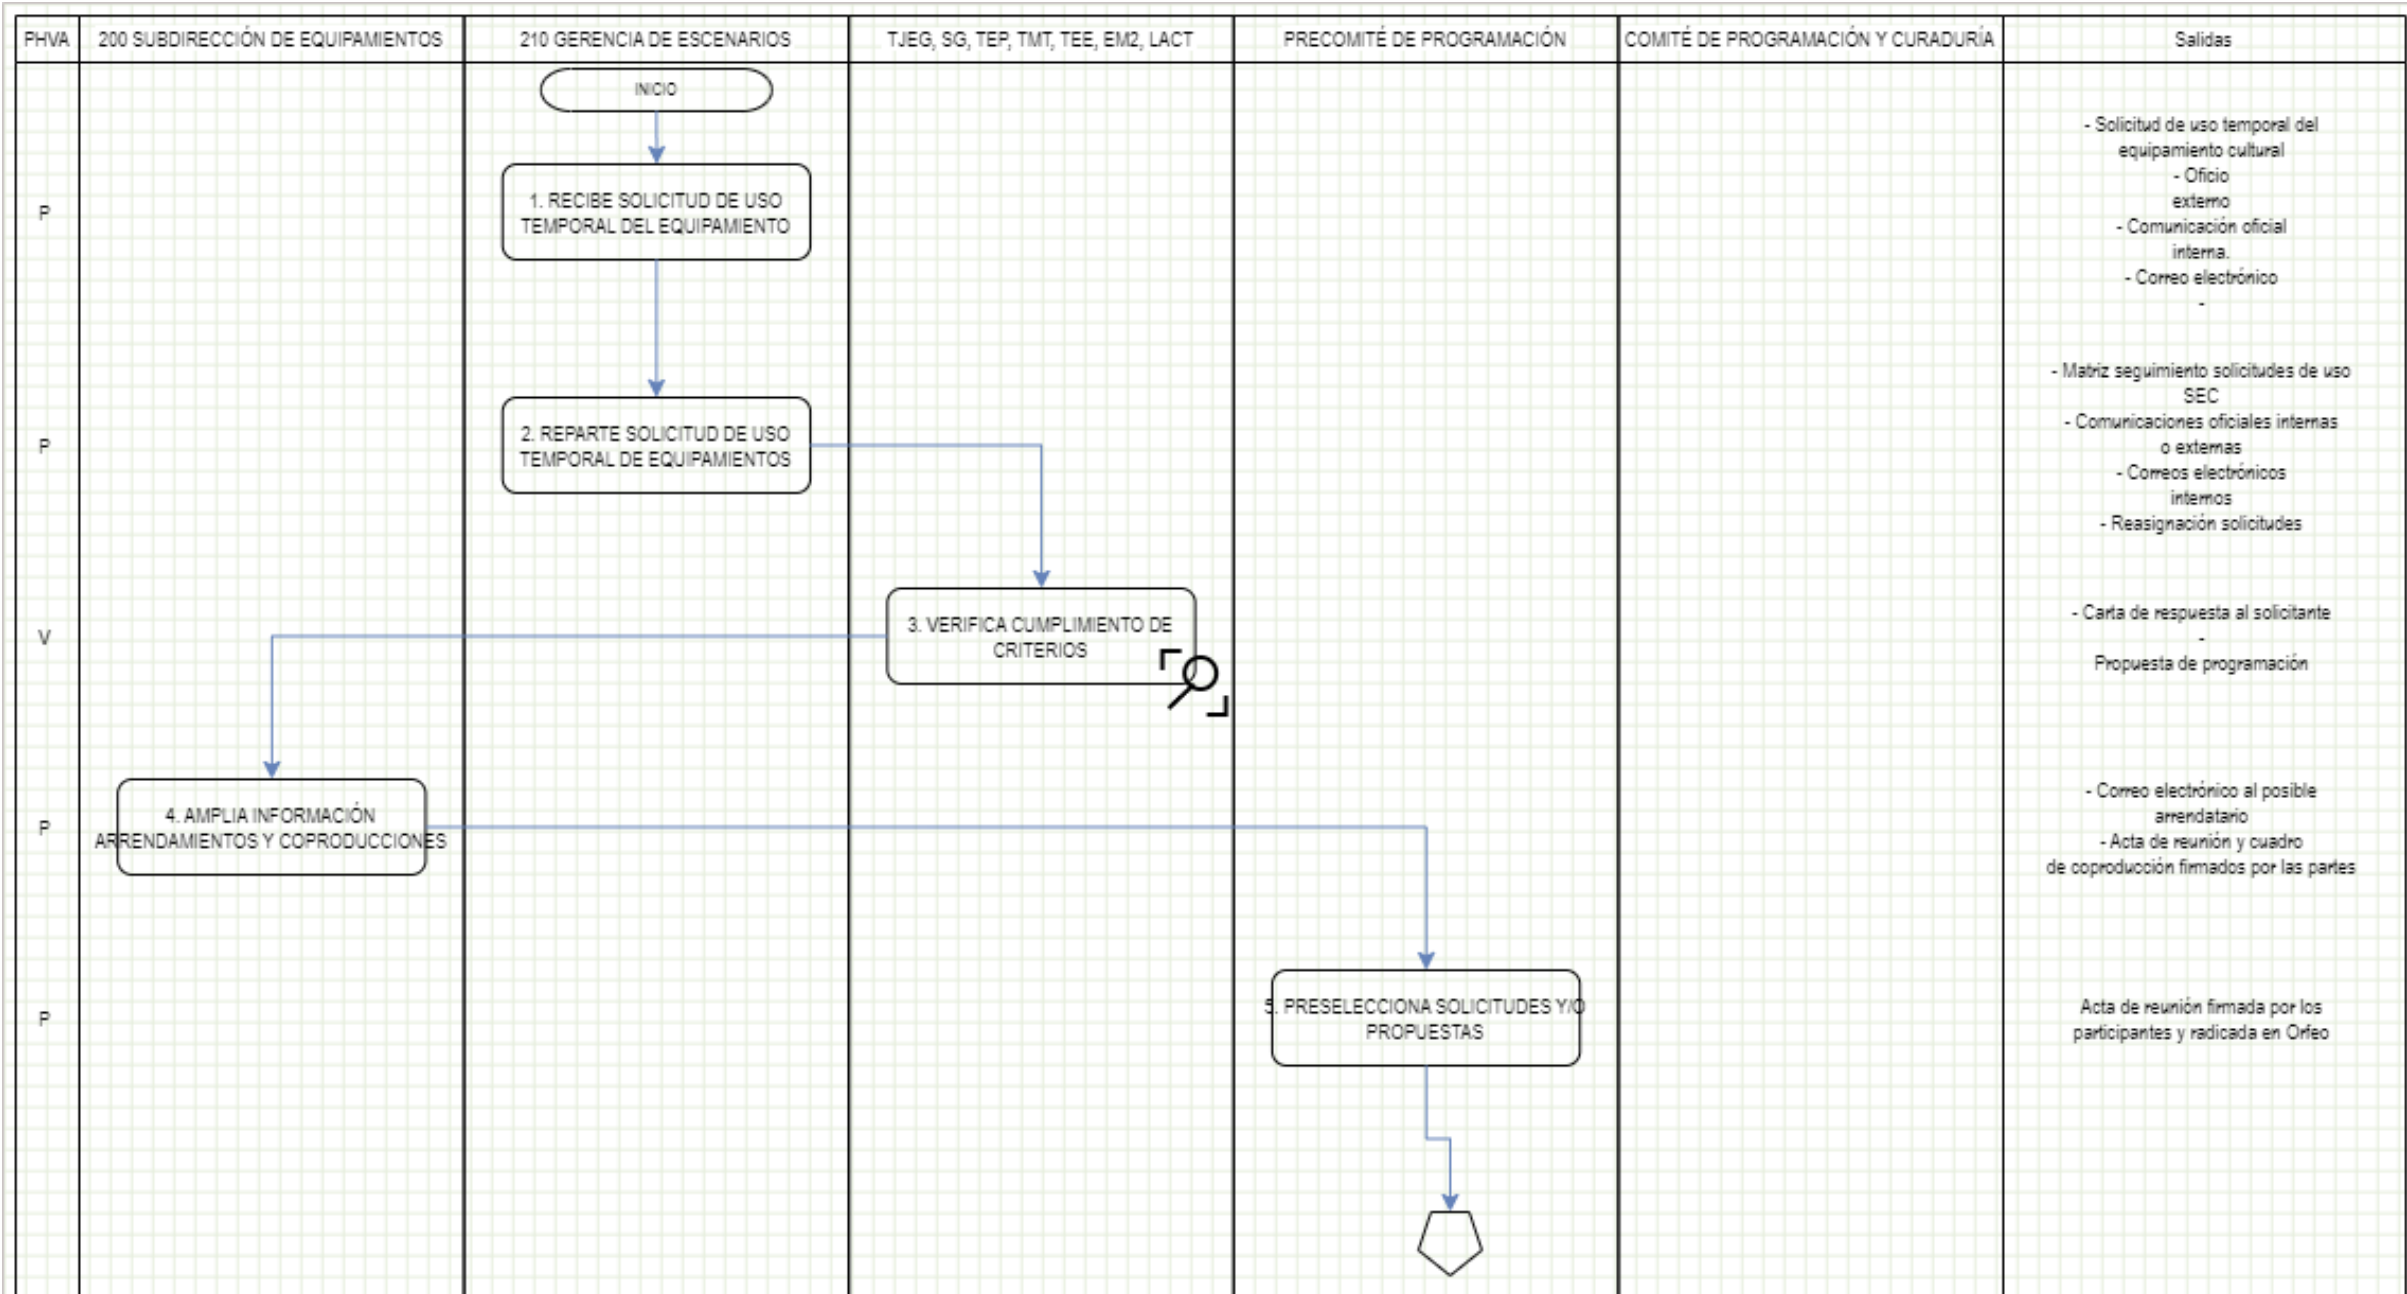 PHVA
200 SUBDIRECCIÓN DE EQUIPAMIENTOS
210 GERENCIA DE ESCENARIOS
TJEG, SG, TEP, TMT, TEE, EM2, LACT
PRECOMITÉ DE PROGRAMACIÓN
COMITÉ DE PROGRAMACIÓN Y CURADURÍA
Salidas
INICIO
P
1. RECIBE SOLICITUD DE USO
TEMPORAL DEL EQUIPAMIENTO
- Solicitud de uso temporal del
equipamiento cultural
- Oficio
externo
- Comunicación oficial
interna.
- Correo electrónico
-
P
2. REPARTE SOLICITUD DE USO
TEMPORAL DE EQUIPAMIENTOS
- Matriz seguimiento solicitudes de uso
SEC
- Comunicaciones oficiales internas
o externas
- Correos electrónicos
internos
- Reasignación solicitudes
V
3. VERIFICA CUMPLIMIENTO DE
CRITERIOS
- Carta de respuesta al solicitante
-
Propuesta de programación
P
4. AMPLIA INFORMACIÓN
ARRENDAMIENTOS Y COPRODUCCIONES
- Correo electrónico al posible
arrendatario
- Acta de reunión y cuadro
de coproducción firmados por las partes
P
5. PRESELECCIONA SOLICITUDES Y/O
PROPUESTAS
Acta de reunión firmada por los
participantes y radicada en Orfeo